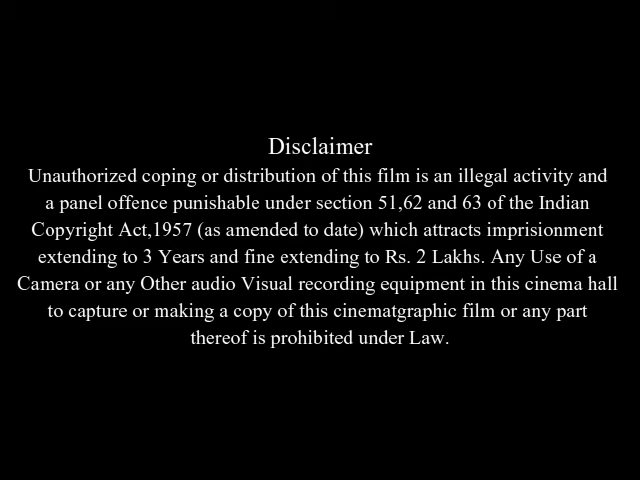 Disclaimer
Unauthorized coping or distribution of this film is an illegal activity and
a panel offence punishable under section 51,62 and 63 of the Indian
Copyright Act,1957 (as amended to date) which attracts imprisionment
extending to 3 Years and fine extending to Rs. 2 Lakhs. Any Use of a
Camera or any Other audio Visual recording equipment in this cinema hall
to capture or making a copy of this cinematgraphic film or any part
thereof is prohibited under Law.